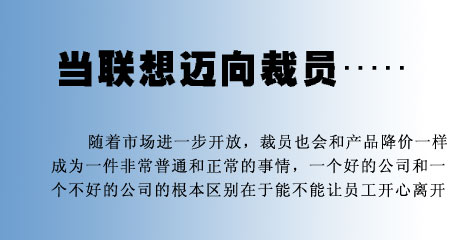 当联想迈向裁员·····
随着市场进一步开放，裁员也会和产品降价一样
成为一件非常普通和正常的事情，一个好的公司和一
个不好的公司的根本区别在于能不能让员工开心离开